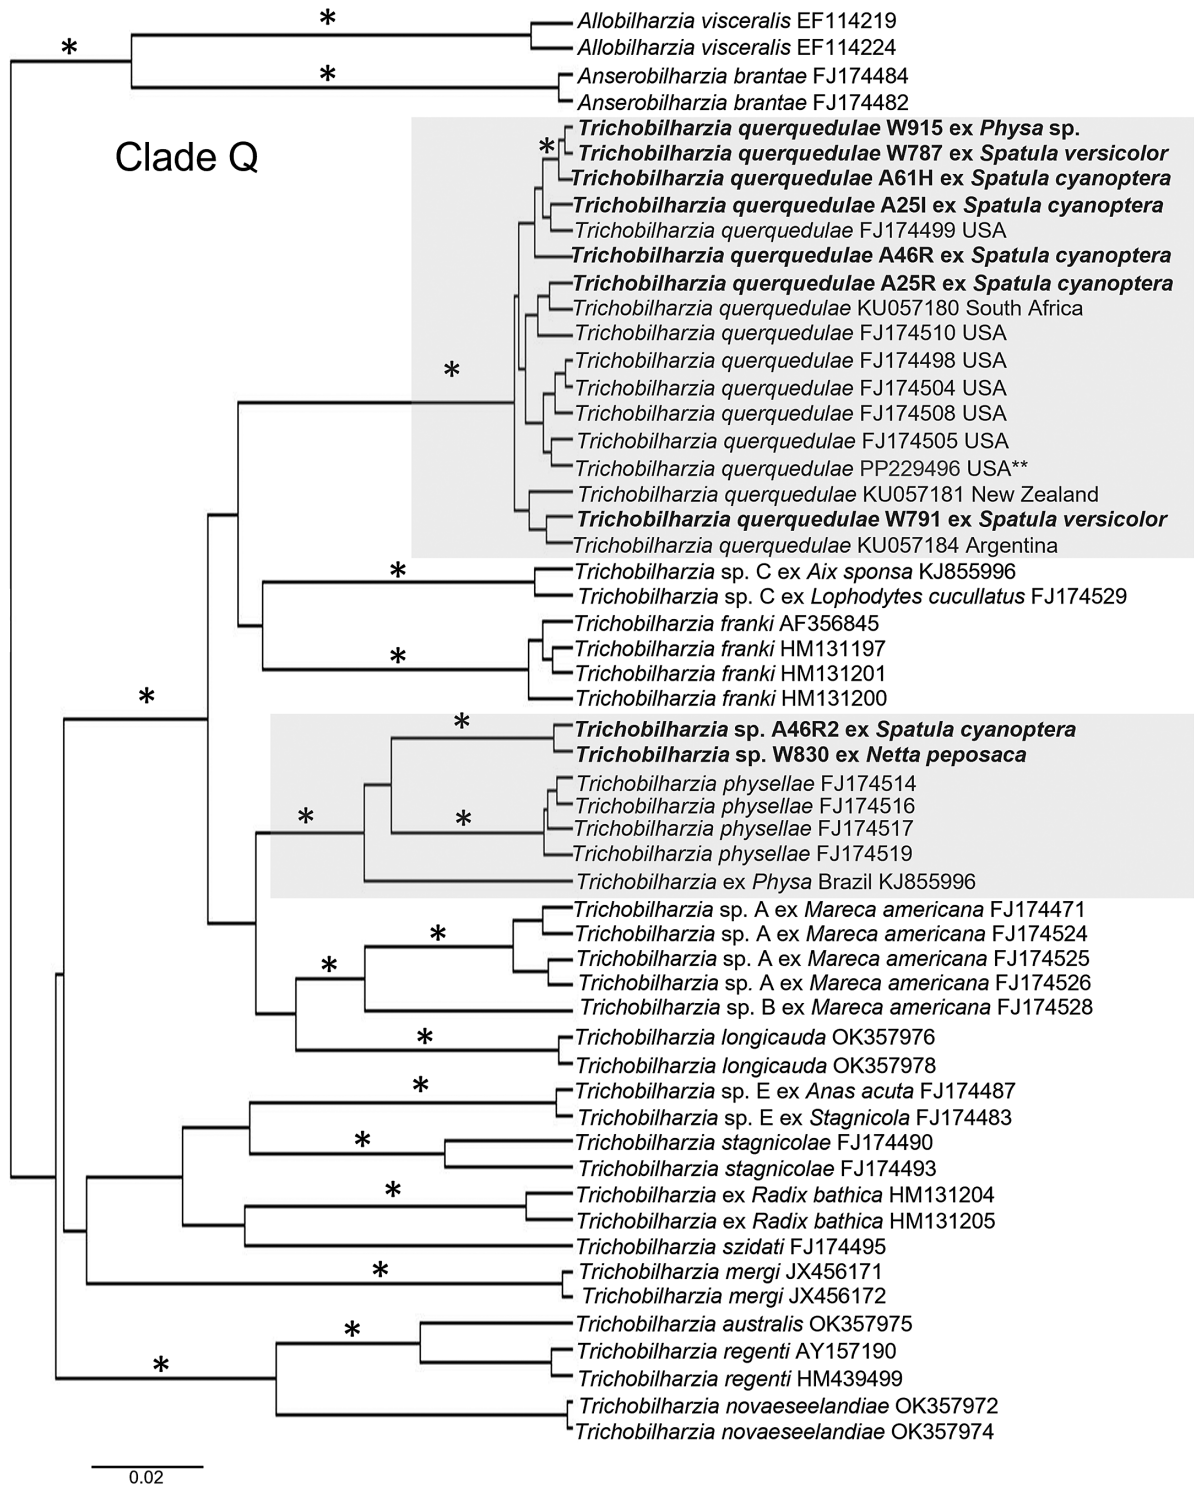 Allobilharzia visceralis EF114219
Allobilharzia visceralis EF114224
Anserobilharzia brantae FJ174484
Anserobilharzia brantae FJ174482
Clade Q
Trichobilharzia querquedulae W915 ex Physa sp.
Trichobilharzia querquedulae W787 ex Spatula versicolor
Trichobilharzia querquedulae A61H ex Spatula cyanoptera
Trichobilharzia querquedulae A25I ex Spatula cyanoptera
Trichobilharzia querquedulae FJ174499 USA
Trichobilharzia querquedulae A46R ex Spatula cyanoptera
Trichobilharzia querquedulae A25R ex Spatula cyanoptera
Trichobilharzia querquedulae KU057180 South Africa
Trichobilharzia querquedulae FJ174510 USA
Trichobilharzia querquedulae FJ174498 USA
Trichobilharzia querquedulae FJ174504 USA
Trichobilharzia querquedulae FJ174508 USA
Trichobilharzia querquedulae FJ174505 USA
Trichobilharzia querquedulae PP229496 USA**
Trichobilharzia querquedulae KU057181 New Zealand
Trichobilharzia querquedulae W791 ex Spatula versicolor
Trichobilharzia querquedulae KU057184 Argentina
Trichobilharzia sp. C ex Aix sponsa KJ855996
Trichobilharzia sp. C ex Lophodytes cucullatus FJ174529
Trichobilharzia franki AF356845
Trichobilharzia franki HM131197
Trichobilharzia franki HM131201
Trichobilharzia franki HM131200
Trichobilharzia sp. A46R2 ex Spatula cyanoptera
Trichobilharzia sp. W830 ex Netta peposaca
Trichobilharzia physellae FJ174514
Trichobilharzia physellae FJ174516
Trichobilharzia physellae FJ174517
Trichobilharzia physellae FJ174519
Trichobilharzia ex Physa Brazil KJ855996
Trichobilharzia sp. A ex Mareca americana FJ174471
Trichobilharzia sp. A ex Mareca americana FJ174524
Trichobilharzia sp. A ex Mareca americana FJ174525
Trichobilharzia sp. A ex Mareca americana FJ174526
Trichobilharzia sp. B ex Mareca americana FJ174528
Trichobilharzia longicauda OK357976
Trichobilharzia longicauda OK357978
Trichobilharzia sp. E ex Anas acuta FJ174487
Trichobilharzia sp. E ex Stagnicola FJ174483
Trichobilharzia stagnicolae FJ174490
Trichobilharzia stagnicolae FJ174493
Trichobilharzia ex Radix bathica HM131204
Trichobilharzia ex Radix bathica HM131205
Trichobilharzia szidati FJ174495
Trichobilharzia mergi JX456171
Trichobilharzia mergi JX456172
Trichobilharzia australis OK357975
Trichobilharzia regenti AY157190
Trichobilharzia regenti HM439499
Trichobilharzia novaeseelandiae OK357972
Trichobilharzia novaeseelandiae OK357974
0.02